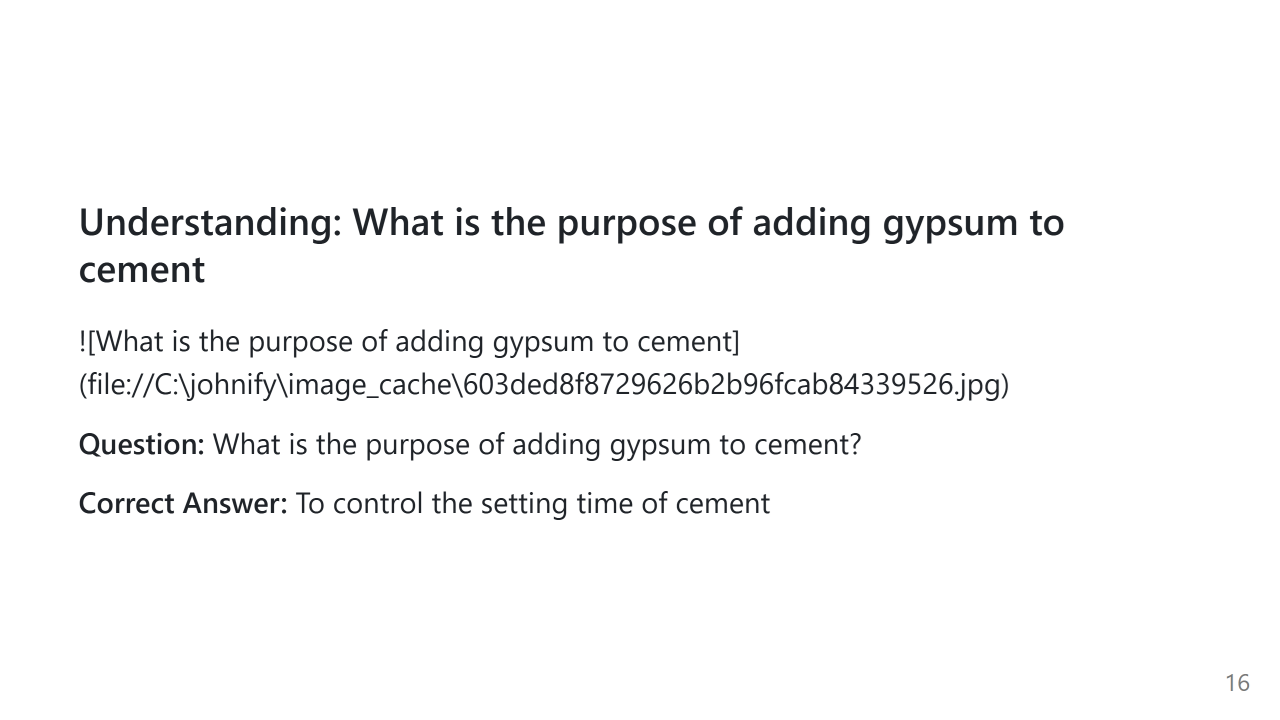 Understanding: What is the purpose of adding gypsum to
cement
![What is the purpose of adding gypsum to cement]
(file://C:\johnify\image_cache\603ded8f8729626b2b96fcab84339526.jpg)
Question: What is the purpose of adding gypsum to cement?
Correct Answer: To control the setting time of cement
16